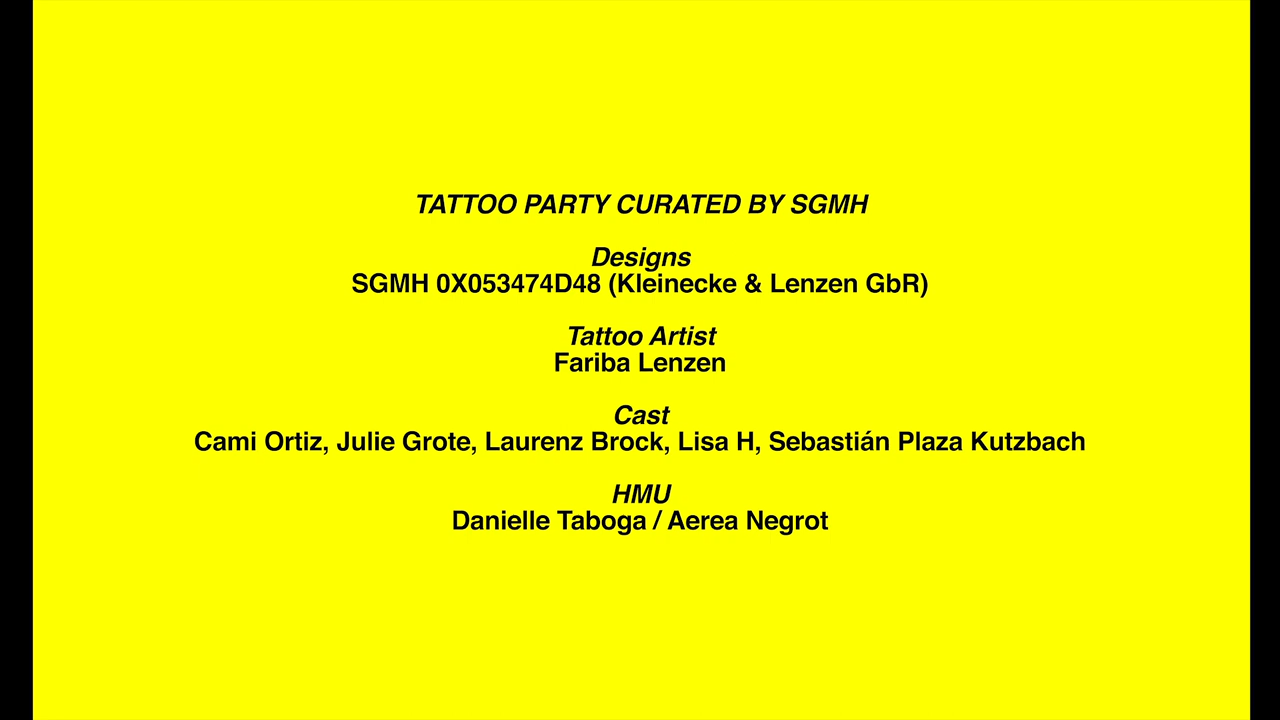 TATTOO PARTY CURATED BY SGMH
Designs
SGMH 0X053474D48 (Kleinecke & Lenzen GbR)
Tattoo Artist
Fariba Lenzen
Cast
Cami Ortiz, Julie Grote, Laurenz Brock, Lisa H, Sebastián Plaza Kutzbach
HMU
Danielle Taboga / Aerea Negrot